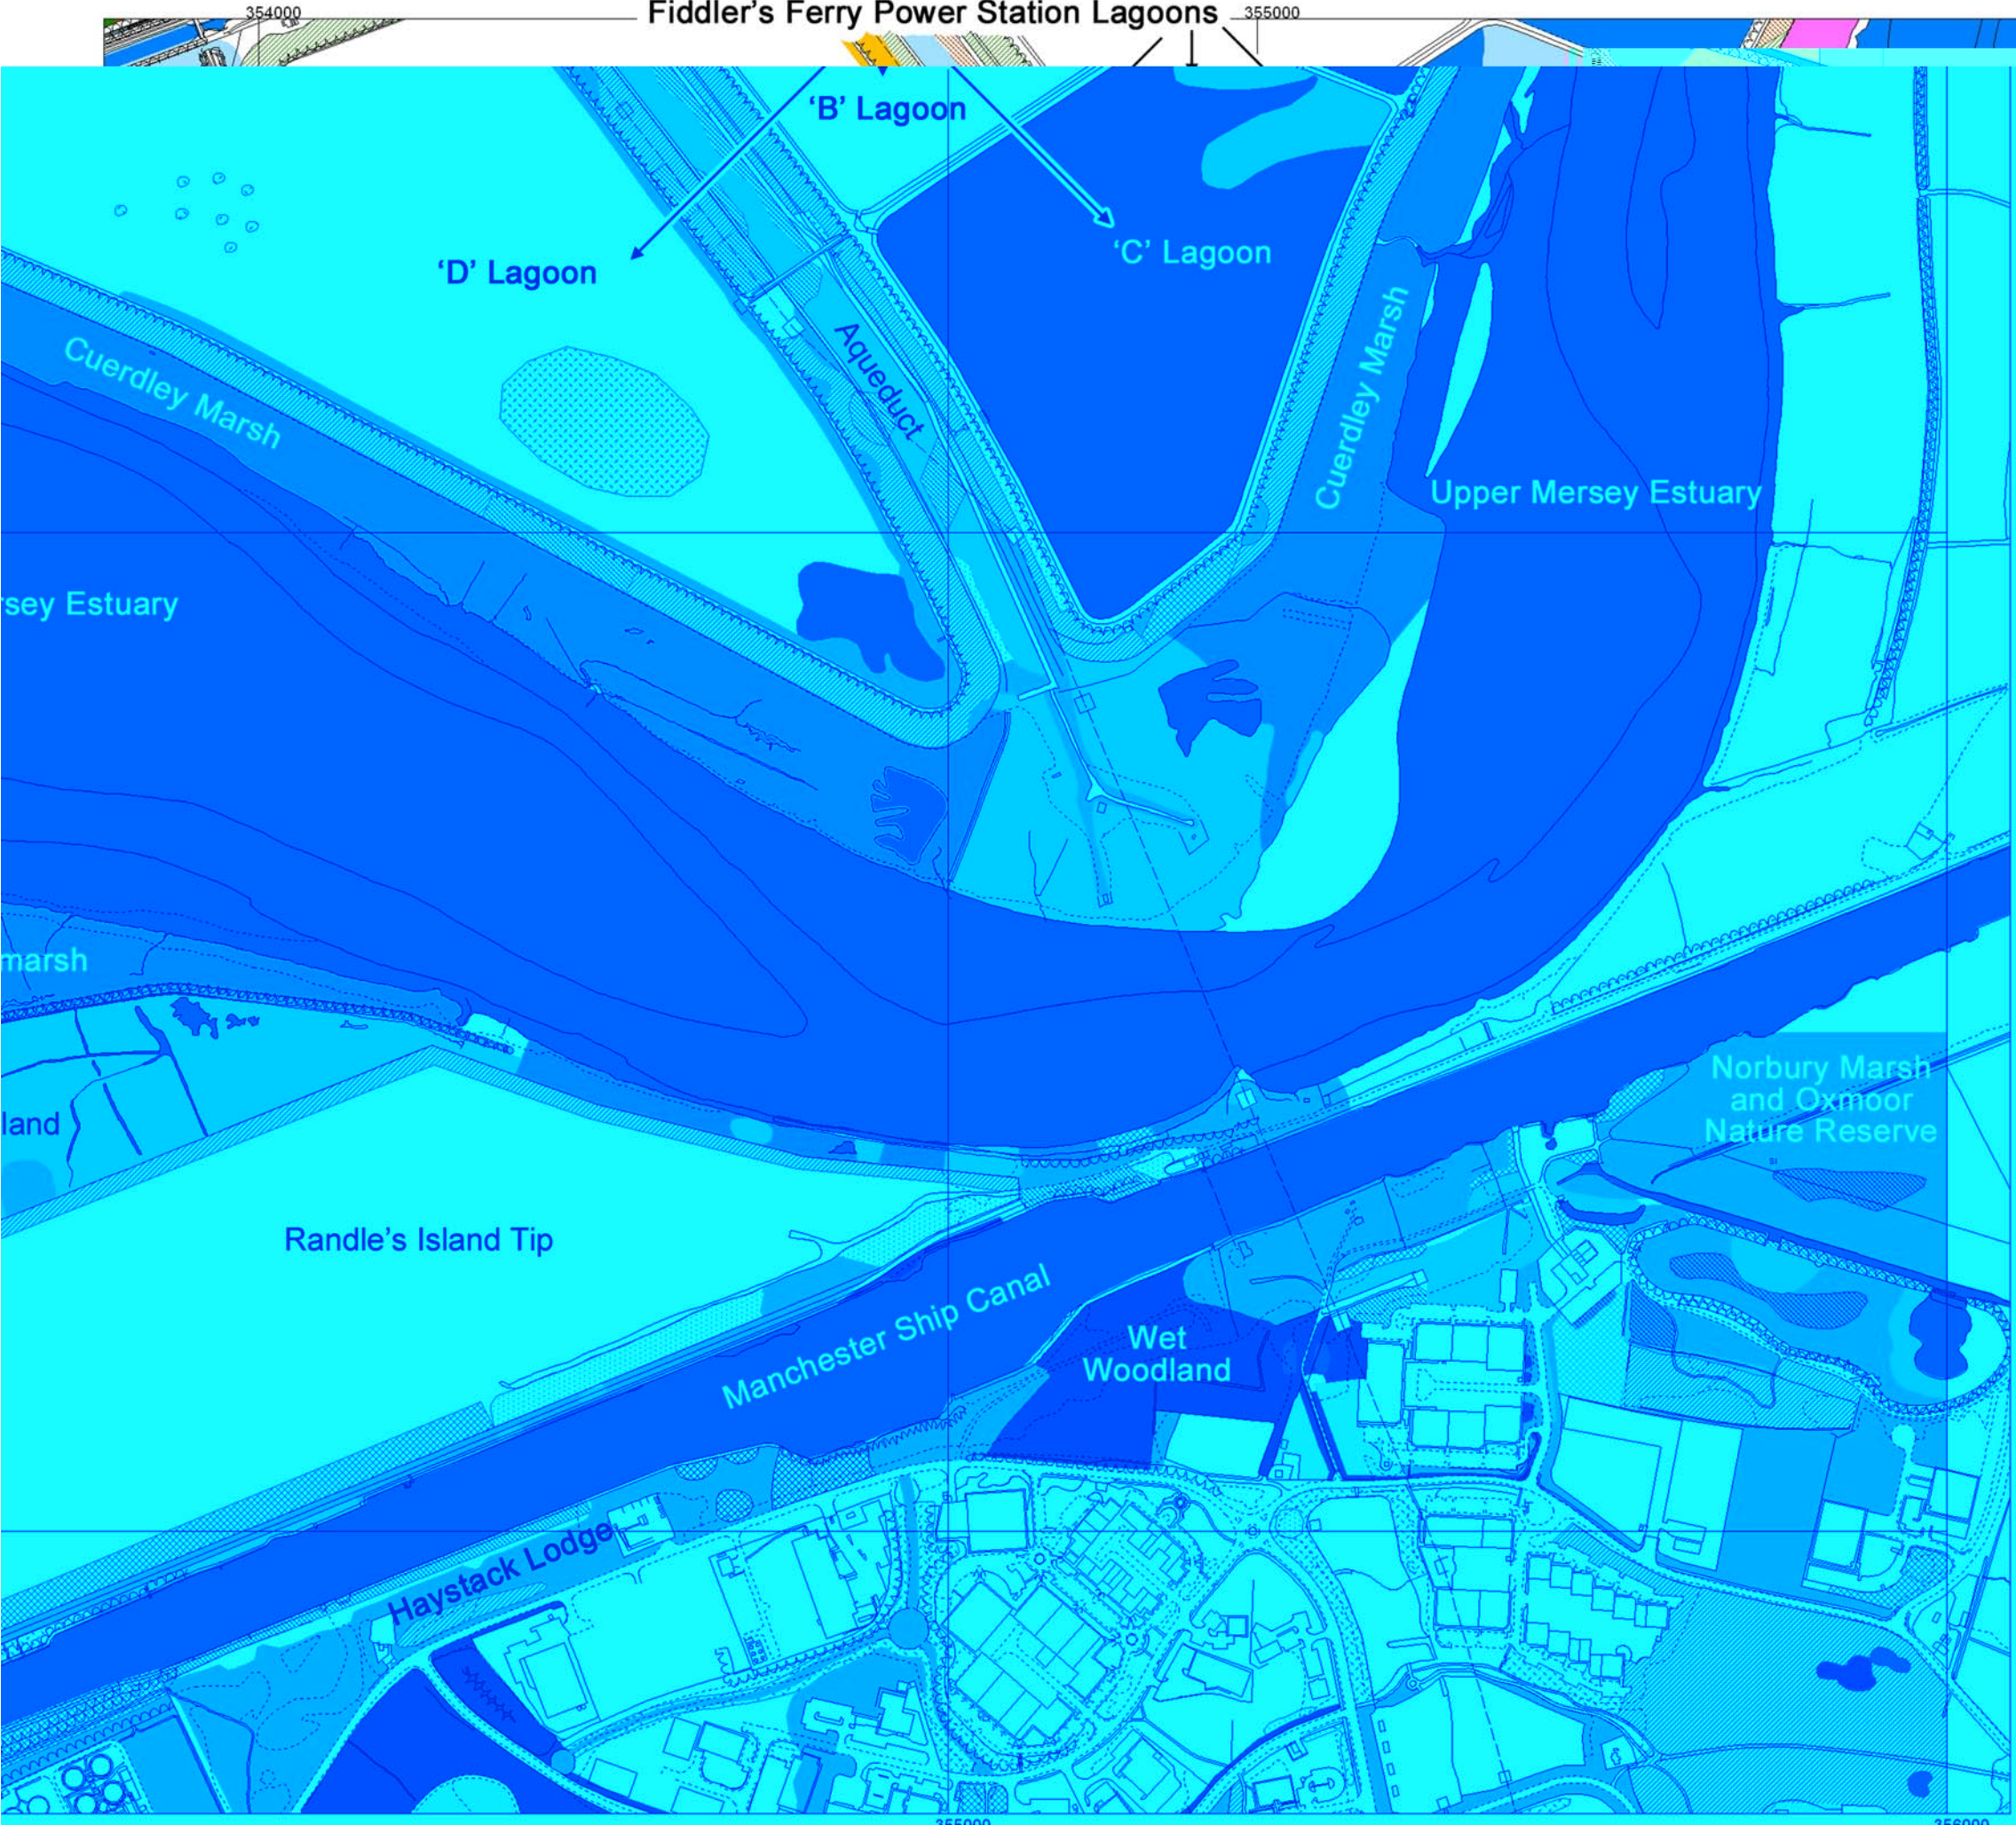 354000
Fiddler's Ferry Power Station Lagoons
355000
‘B’ Lagoon
‘D’ Lagoon
‘C’ Lagoon
Aqueduct
Cuerdley Marsh
Cuerdley Marsh
Upper Mersey Estuary
rsey Estuary
marsh
land
Norbury Marsh
and Oxmoor
Nature Reserve
Randle's Island Tip
Manchester Ship Canal
Wet
Woodland
Haystack Lodge
355000
356000